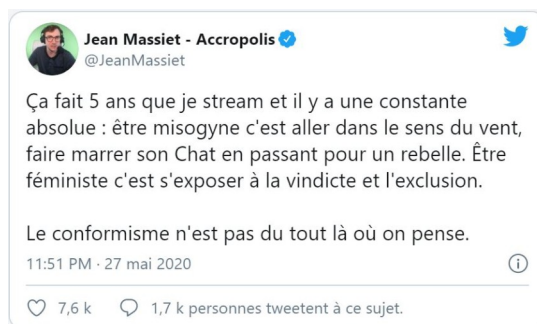 Jean Massiet - Accropolis
@JeanMassiet
Ça fait 5 ans que je stream et il y a une constante
absolue : être misogyne c'est aller dans le sens du vent,
faire marrer son Chat en passant pour un rebelle. Être
féministe c'est s'exposer à la vindicte et l'exclusion.
Le conformisme n'est pas du tout là où on pense.
11:51 PM · 27 mai 2020
7,6 k 1,7 k personnes tweetent à ce sujet.